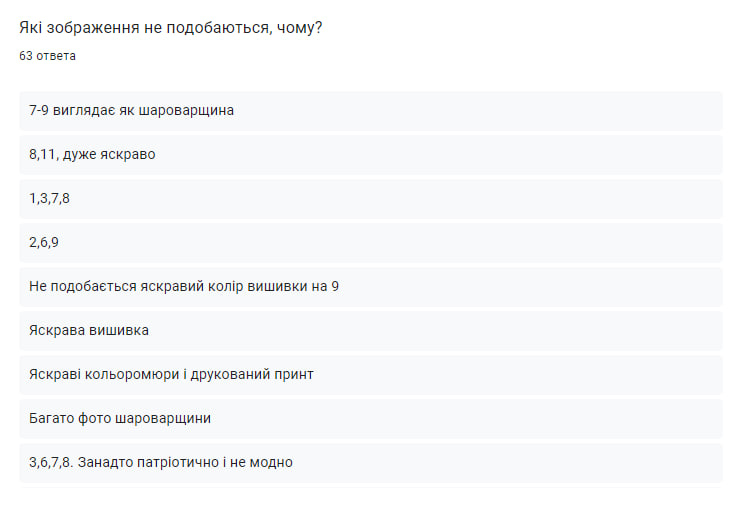 Які зображення не подобаються, чому?
63 ответа
7-9 виглядає як шароварщина
8,11, дуже яскраво
1,3,7,8
2,6,9
Не подобається яскравий колір вишивки на 9
Яскрава вишивка
Яскраві кольоромюри і друкований принт
Багато фото шароварщини
3,6,7,8. Занадто патріотично і не модно